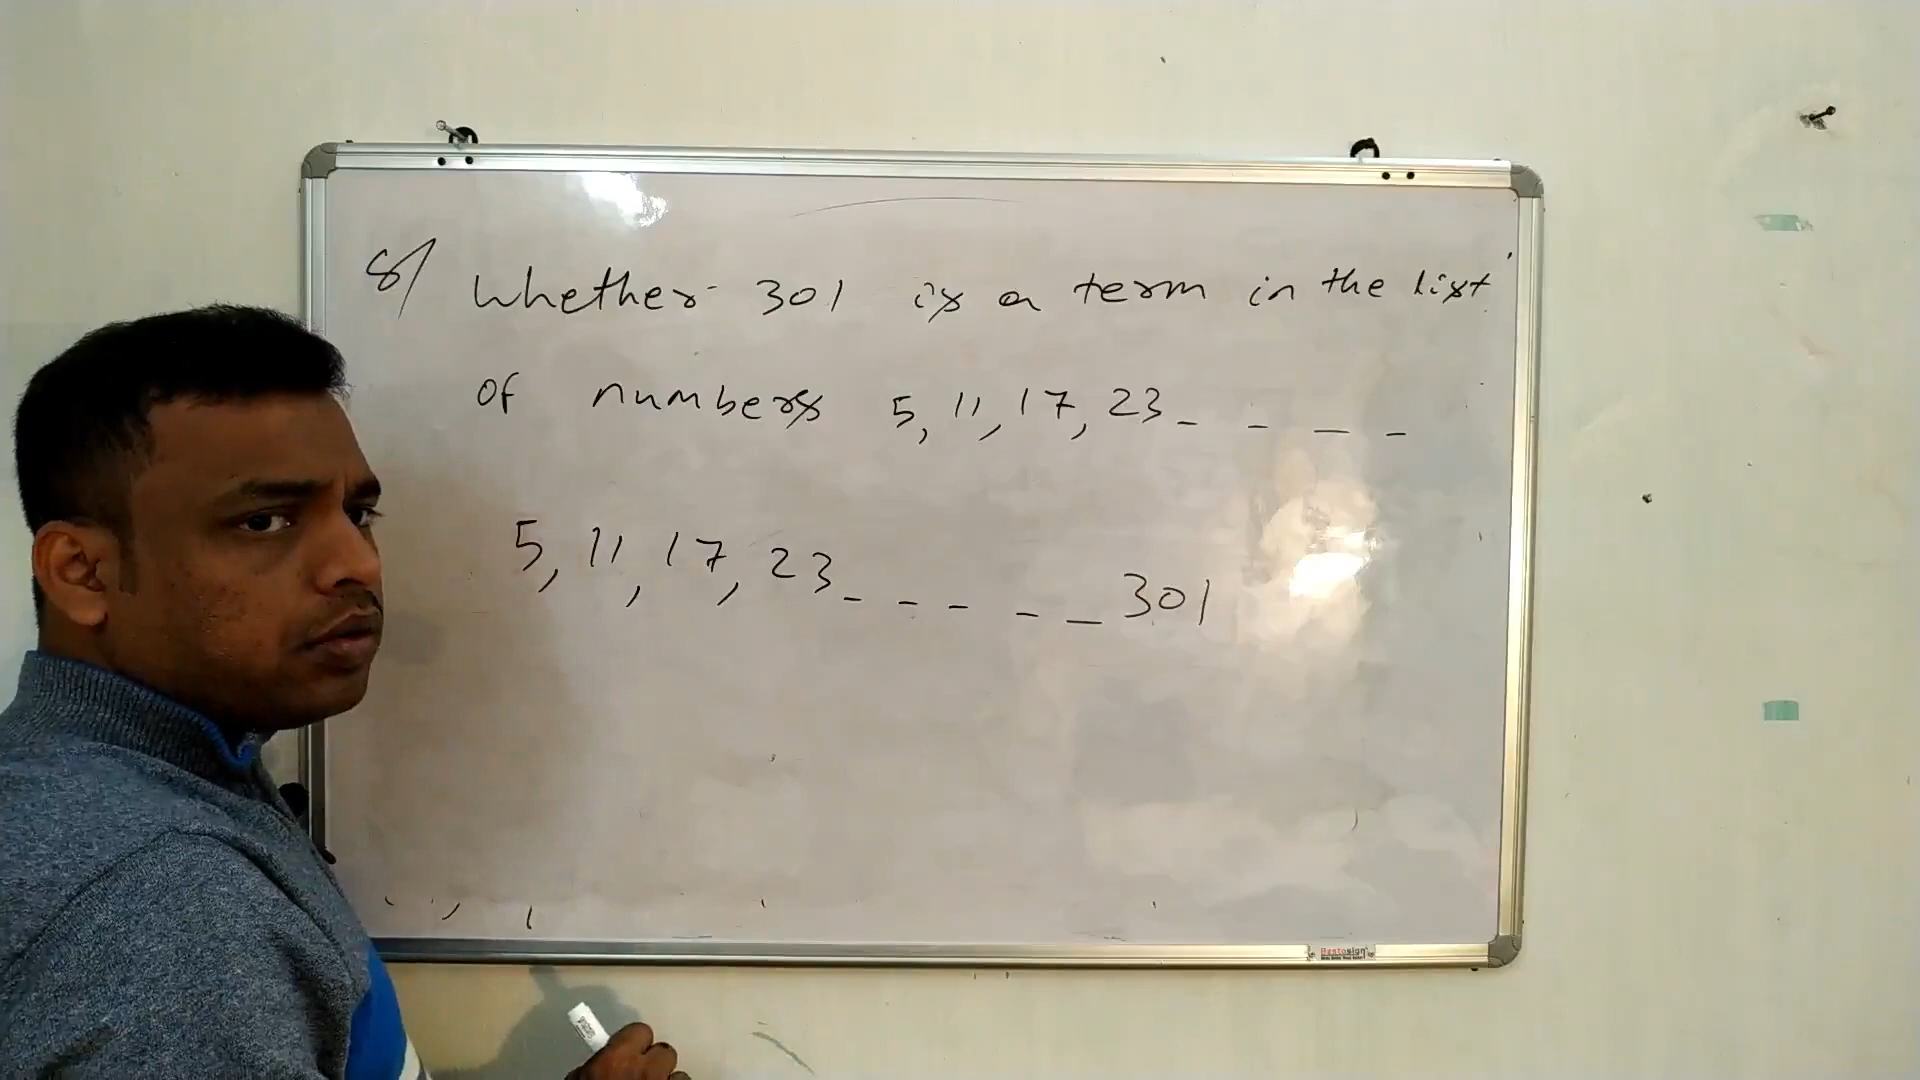 8/ Whether 301 is a term in the list
of numbers 5, 11, 17, 23 - - - -
5, 11, 17, 23 - - - - - 301
Bestosign